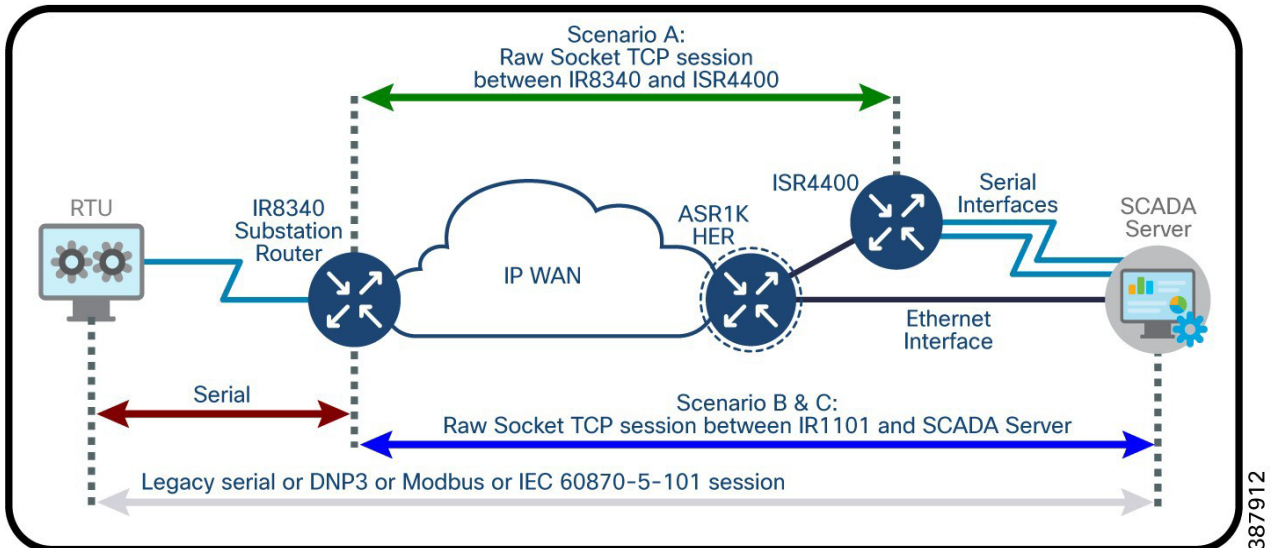 Scenario A:
Raw Socket TCP session
between IR8340 and ISR4400
RTU
IR8340
Substation
Router
IP WAN
ASR1K
HER
ISR4400
Serial
Interfaces
SCADA
Server
Ethernet
Interface
Serial
Scenario B & C:
Raw Socket TCP session between IR1101 and SCADA Server
Legacy serial or DNP3 or Modbus or IEC 60870-5-101 session
387912